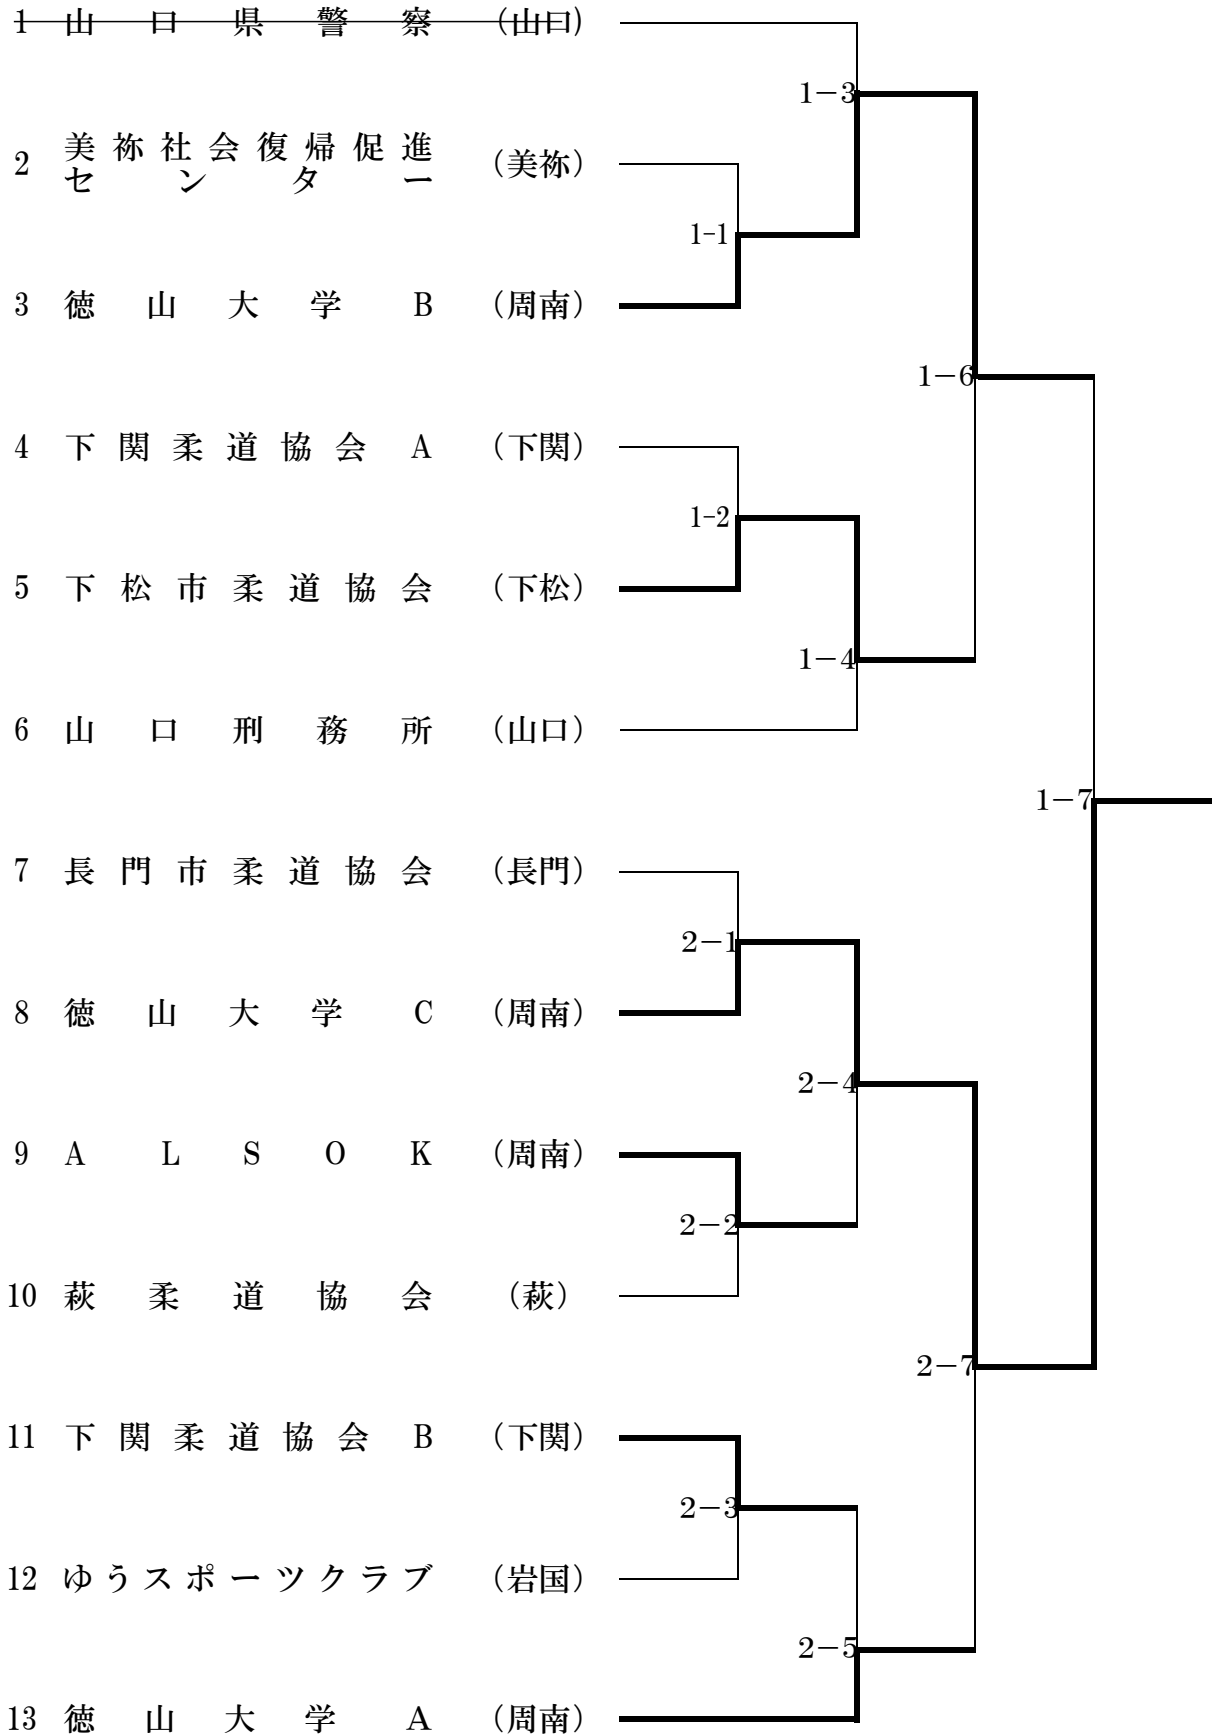 1 山口県警察 (山口)
1－3
2 美祢社会復帰促進
センター (美祢)
1-1
3 徳山大学B (周南)
1－6
4 下関柔道協会A (下関)
1-2
5 下松市柔道協会 (下松)
1－4
6 山口刑務所 (山口)
1－7
7 長門市柔道協会 (長門)
2－1
8 徳山大学C (周南)
2－4
9 ALSOK (周南)
2－2
10 萩柔道協会 (萩)
2－7
11 下関柔道協会B (下関)
2－3
12 ゆうスポーツクラブ (岩国)
2－5
13 徳山大学A (周南)